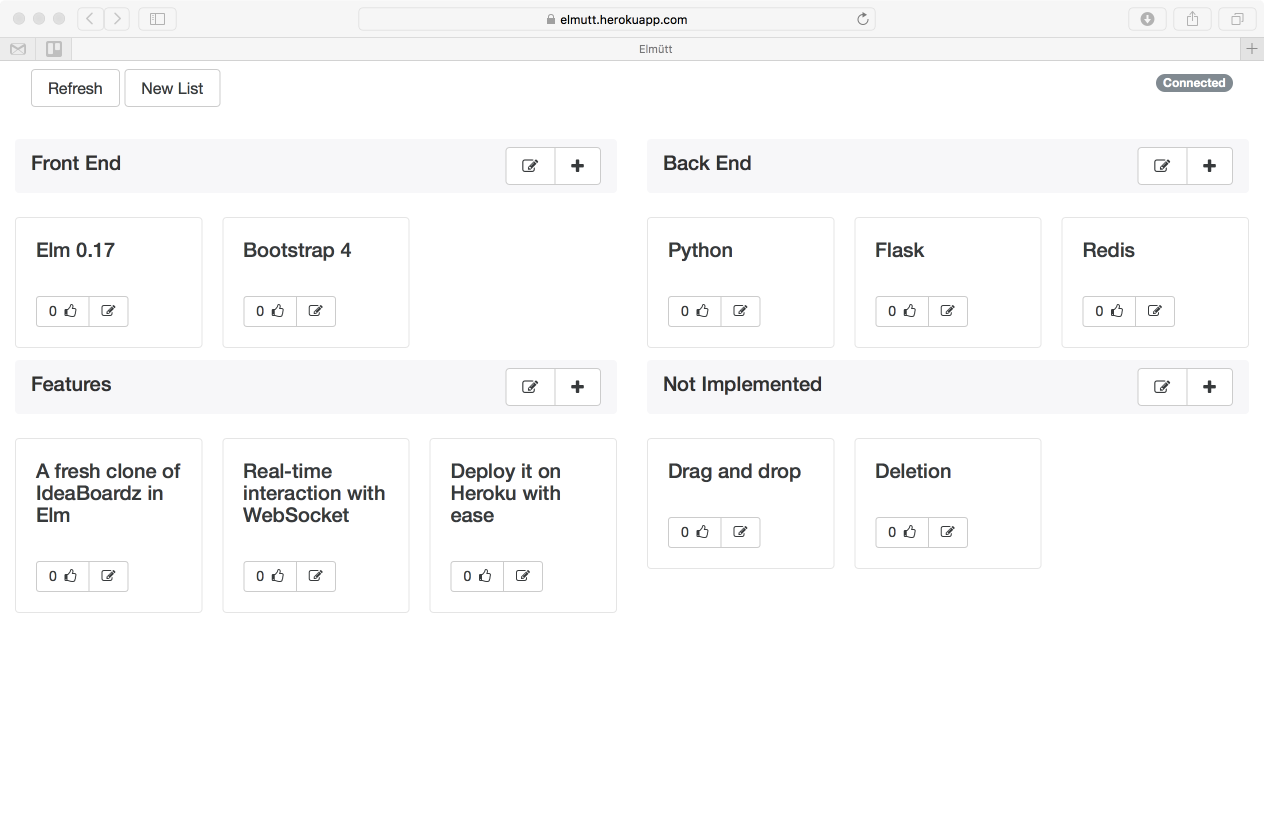 elmutt.herokuapp.com
Elmütt
Refresh
New List
Connected
Front End
Back End
Elm 0.17
Bootstrap 4
Python
Flask
Redis
0
0
0
0
0
Features
Not Implemented
A fresh clone of
IdeaBoardz in
Elm
Real-time
interaction with
WebSocket
Deploy it on
Heroku with
ease
Drag and drop
Deletion
0
0
0
0
0